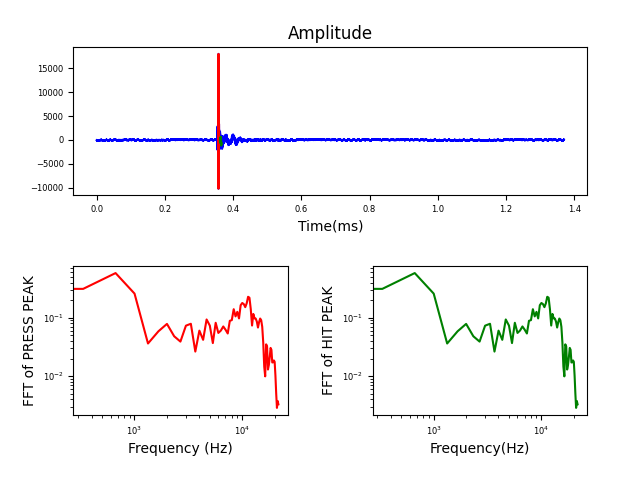 Amplitude
15000
10000
5000
0
−5000
−10000
0.0 0.2 0.4 0.6 0.8 1.0 1.2 1.4
Time(ms)
FFT of PRESS PEAK
10⁻¹
10⁻²
10³ 10⁴
Frequency (Hz)
FFT of HIT PEAK
10⁻¹
10⁻²
10³ 10⁴
Frequency(Hz)